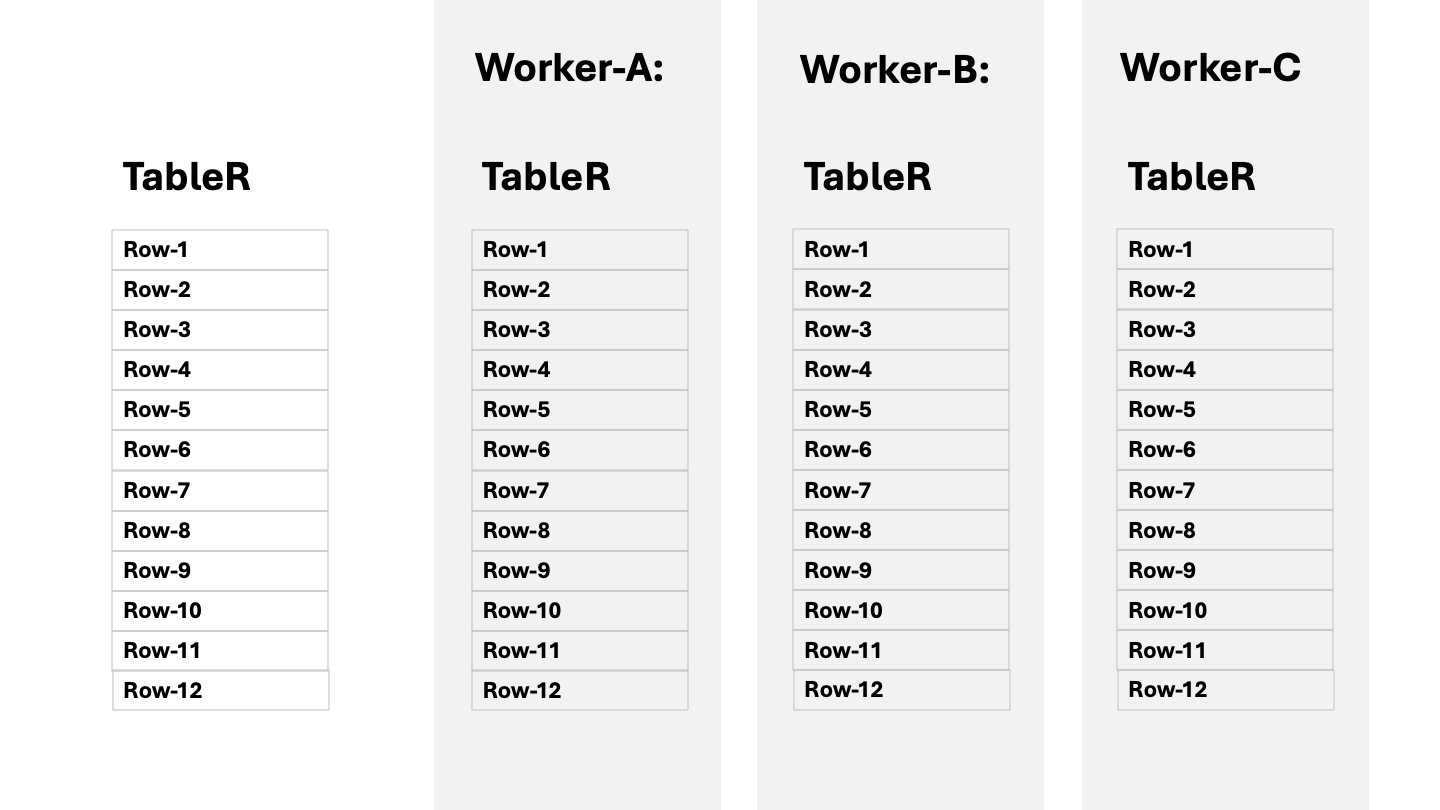 Worker-A: Worker-B: Worker-C
TableR TableR TableR TableR
Row-1 Row-1 Row-1 Row-1
Row-2 Row-2 Row-2 Row-2
Row-3 Row-3 Row-3 Row-3
Row-4 Row-4 Row-4 Row-4
Row-5 Row-5 Row-5 Row-5
Row-6 Row-6 Row-6 Row-6
Row-7 Row-7 Row-7 Row-7
Row-8 Row-8 Row-8 Row-8
Row-9 Row-9 Row-9 Row-9
Row-10 Row-10 Row-10 Row-10
Row-11 Row-11 Row-11 Row-11
Row-12 Row-12 Row-12 Row-12